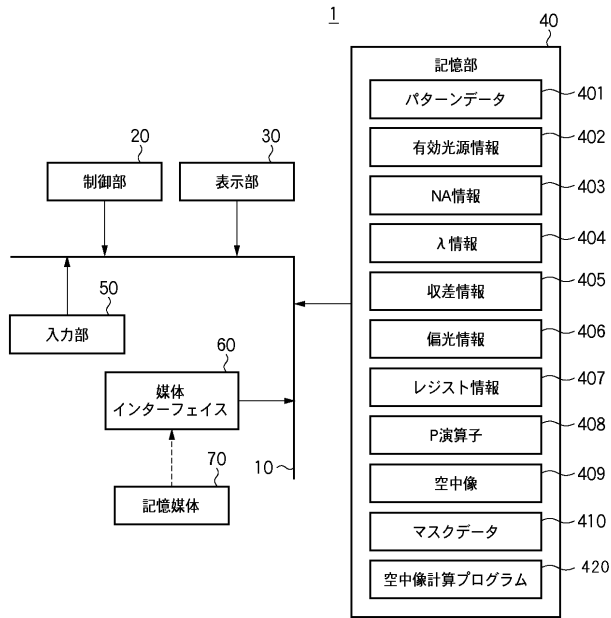 1
40
記憶部
パターンデータ
401
有効光源情報
402
NA情報
403
λ情報
404
収差情報
405
偏光情報
406
レジスト情報
407
P演算子
408
空中像
409
マスクデータ
410
空中像計算プログラム
420
20
制御部
30
表示部
50
入力部
60
媒体
インターフェイス
70
記憶媒体
10